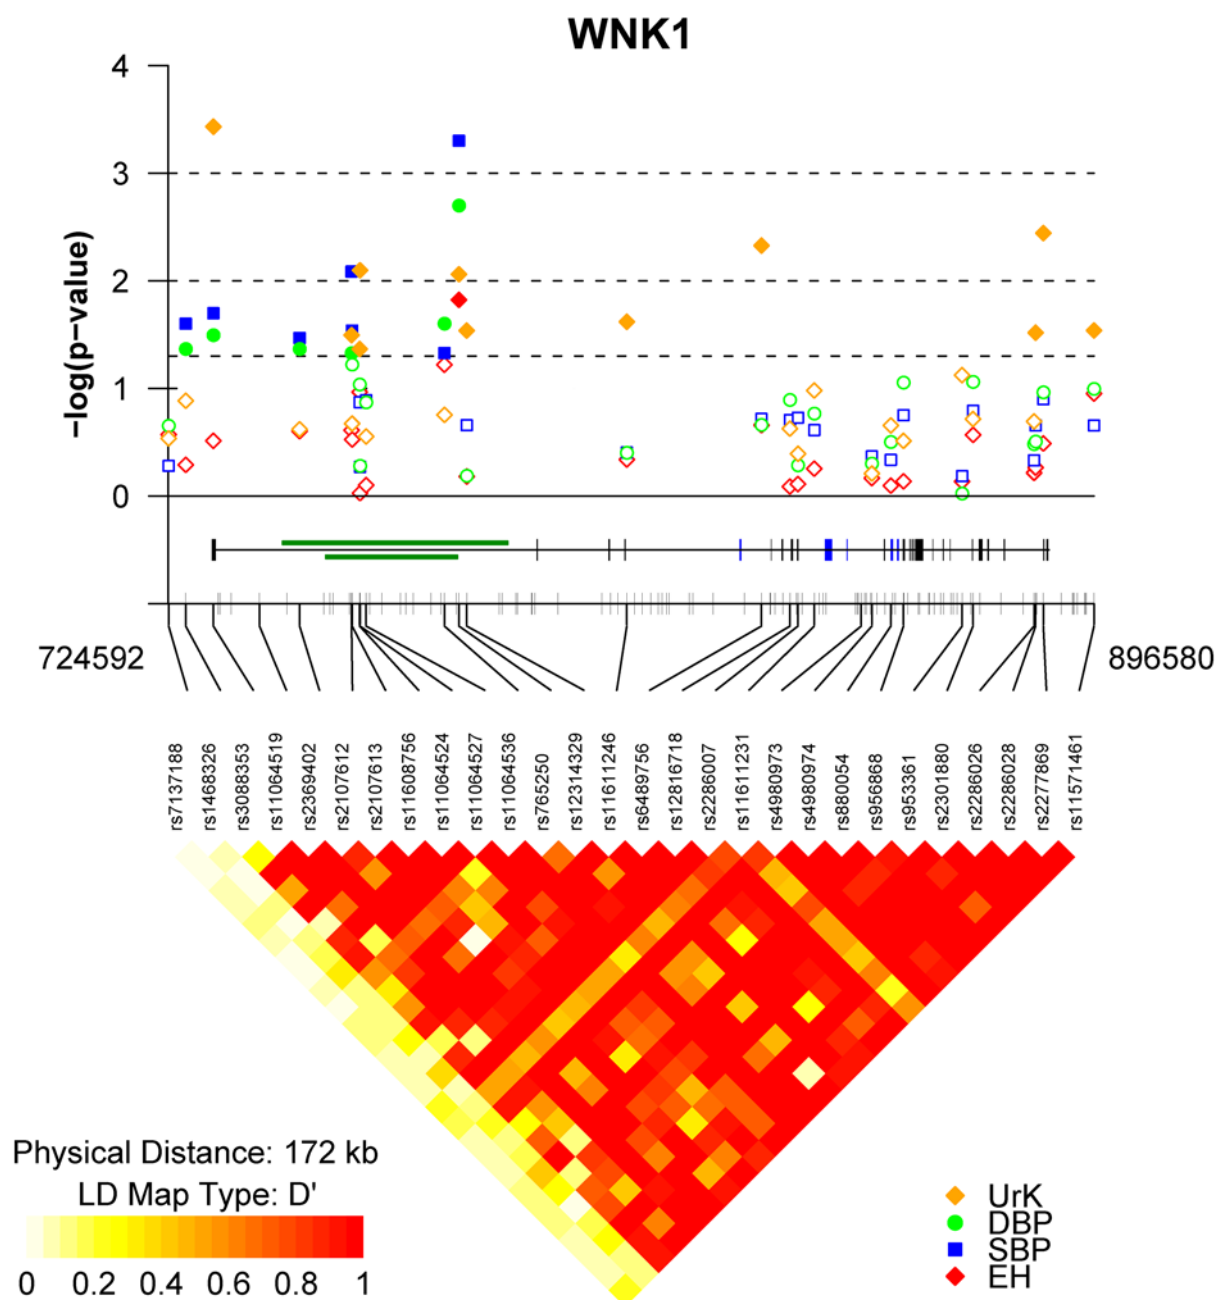 WNK1
4
3
2
1
0
−log(p−value)
724592
896580
rs7137188
rs1468326
rs3088353
rs11064519
rs2369402
rs2107612
rs2107613
rs11608756
rs11064524
rs11064527
rs11064536
rs765250
rs12314329
rs11611246
rs6489756
rs12816718
rs2286007
rs11611231
rs4980973
rs4980974
rs880054
rs956868
rs953361
rs2301880
rs2286026
rs2286028
rs2277869
rs11571461
Physical Distance: 172 kb
LD Map Type: D'
0 0.2 0.4 0.6 0.8 1
UrK
DBP
SBP
EH